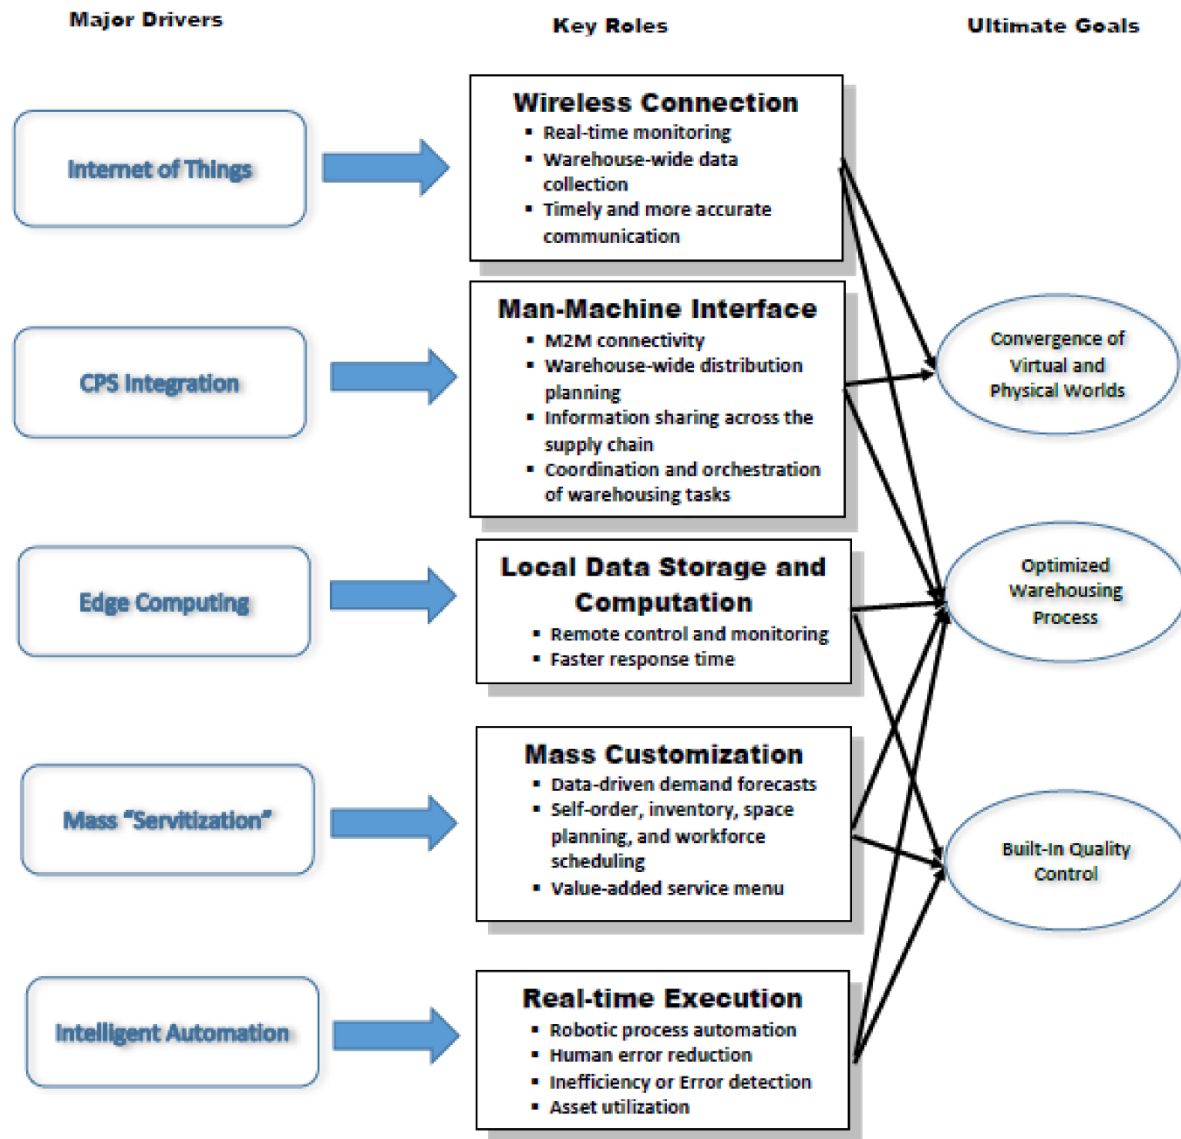 Major Drivers
Key Roles
Ultimate Goals
Internet of Things
Wireless Connection
▪ Real-time monitoring
▪ Warehouse-wide data
collection
▪ Timely and more accurate
communication
CPS Integration
Man-Machine Interface
▪ M2M connectivity
▪ Warehouse-wide distribution
planning
▪ Information sharing across the
supply chain
▪ Coordination and orchestration
of warehousing tasks
Convergence of
Virtual and
Physical Worlds
Edge Computing
Local Data Storage and
Computation
▪ Remote control and monitoring
▪ Faster response time
Optimized
Warehousing
Process
Mass “Servitization”
Mass Customization
▪ Data-driven demand forecasts
▪ Self-order, inventory, space
planning, and workforce
scheduling
▪ Value-added service menu
Built-In Quality
Control
Intelligent Automation
Real-time Execution
▪ Robotic process automation
▪ Human error reduction
▪ Inefficiency or Error detection
▪ Asset utilization